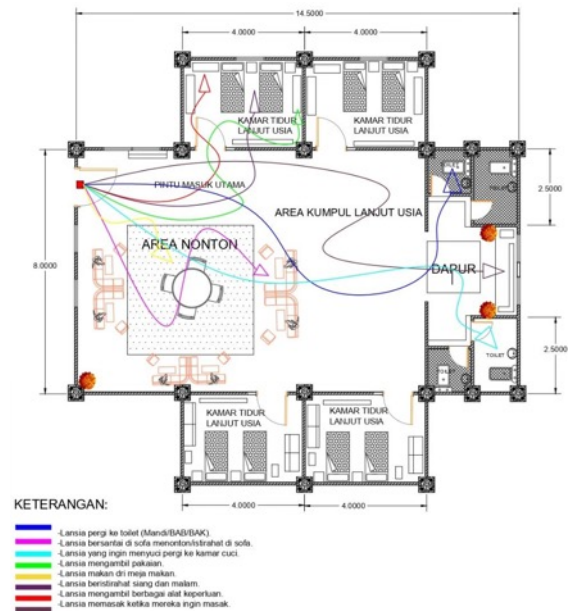 14.5000
4.0000
4.0000
KAMAR TIDUR
LANJUT USIA
KAMAR TIDUR
LANJUT USIA
TOILET
TOILET
PINTU MASUK UTAMA
AREA KUMPUL LANJUT USIA
2.5000
AREA NONTON
8.0000
DAPUR
TOILET
TOILET
2.5000
KAMAR TIDUR
LANJUT USIA
KAMAR TIDUR
LANJUT USIA
4.0000
4.0000
KETERANGAN:
-Lansia pergi ke toilet (Mandi/BAB/BAK).
-Lansia bersantai di sofa menonton/istirahat di sofa.
-Lansia yang ingin menyuci pergi ke kamar cuci.
-Lansia mengambil pakaian.
-Lansia makan dri meja makan.
-Lansia beristirahat siang dan malam.
-Lansia mengambil berbagai alat keperluan.
-Lansia memasak ketika mereka ingin masak.